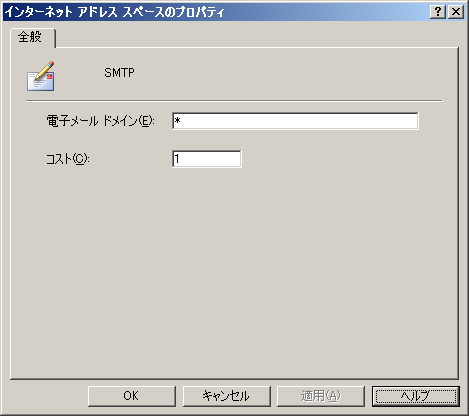 インターネット アドレス スペースのプロパティ
全般
SMTP
電子メール ドメイン(E): *
コスト(C): 1
OK キャンセル 適用(A) ヘルプ